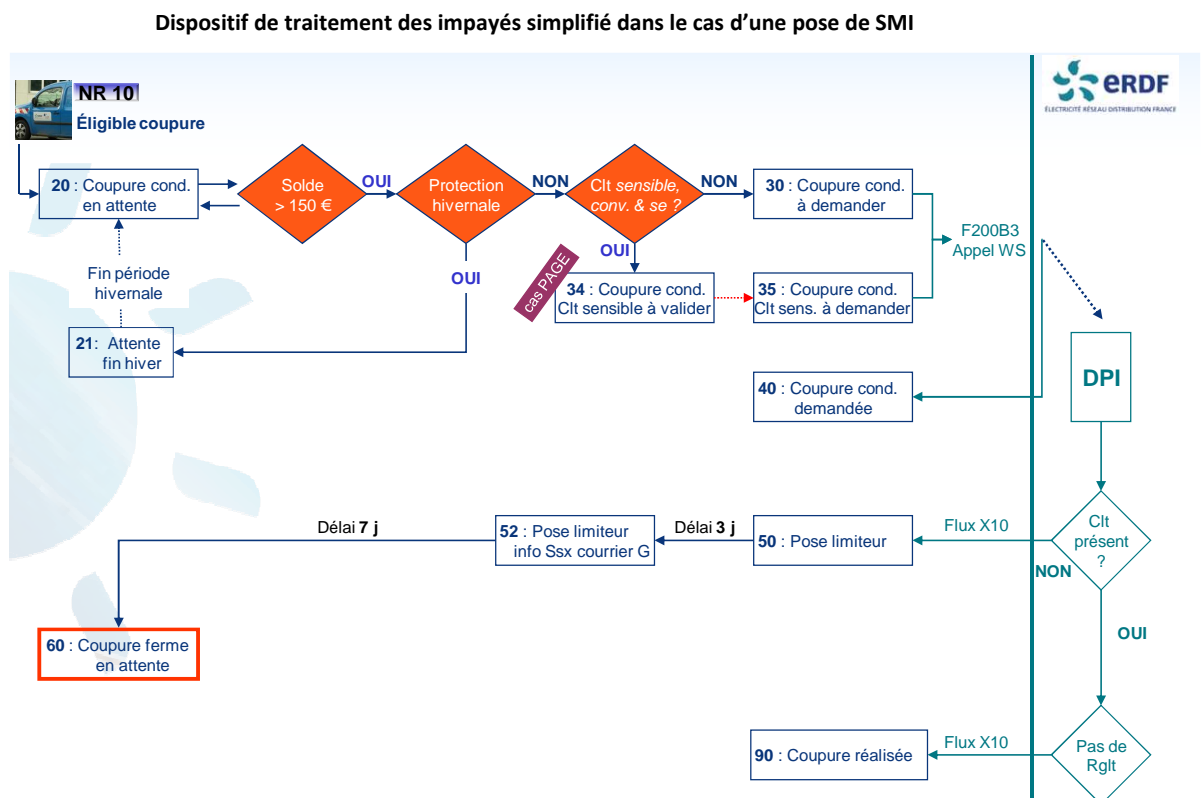 Dispositif de traitement des impayés simplifié dans le cas d'une pose de SMI
NR 10
Éligible coupure
eRDF
ÉLECTRICITÉ RÉSEAU DISTRIBUTION FRANCE
20 : Coupure cond.
en attente
Solde
> 150 €
OUI
Protection
hivernale
NON
Clt sensible,
conv. & se ?
NON
30 : Coupure cond.
à demander
F200B3
Appel WS
OUI
OUI
cas PAGE
34 : Coupure cond.
Clt sensible à valider
35 : Coupure cond.
Clt sens. à demander
Fin période
hivernale
21: Attente
fin hiver
40 : Coupure cond.
demandée
DPI
Délai 7 j
52 : Pose limiteur
info Ssx courrier G
Délai 3 j
50 : Pose limiteur
Flux X10
Clt
présent
?
NON
OUI
60 : Coupure ferme
en attente
90 : Coupure réalisée
Flux X10
Pas de
Rglt